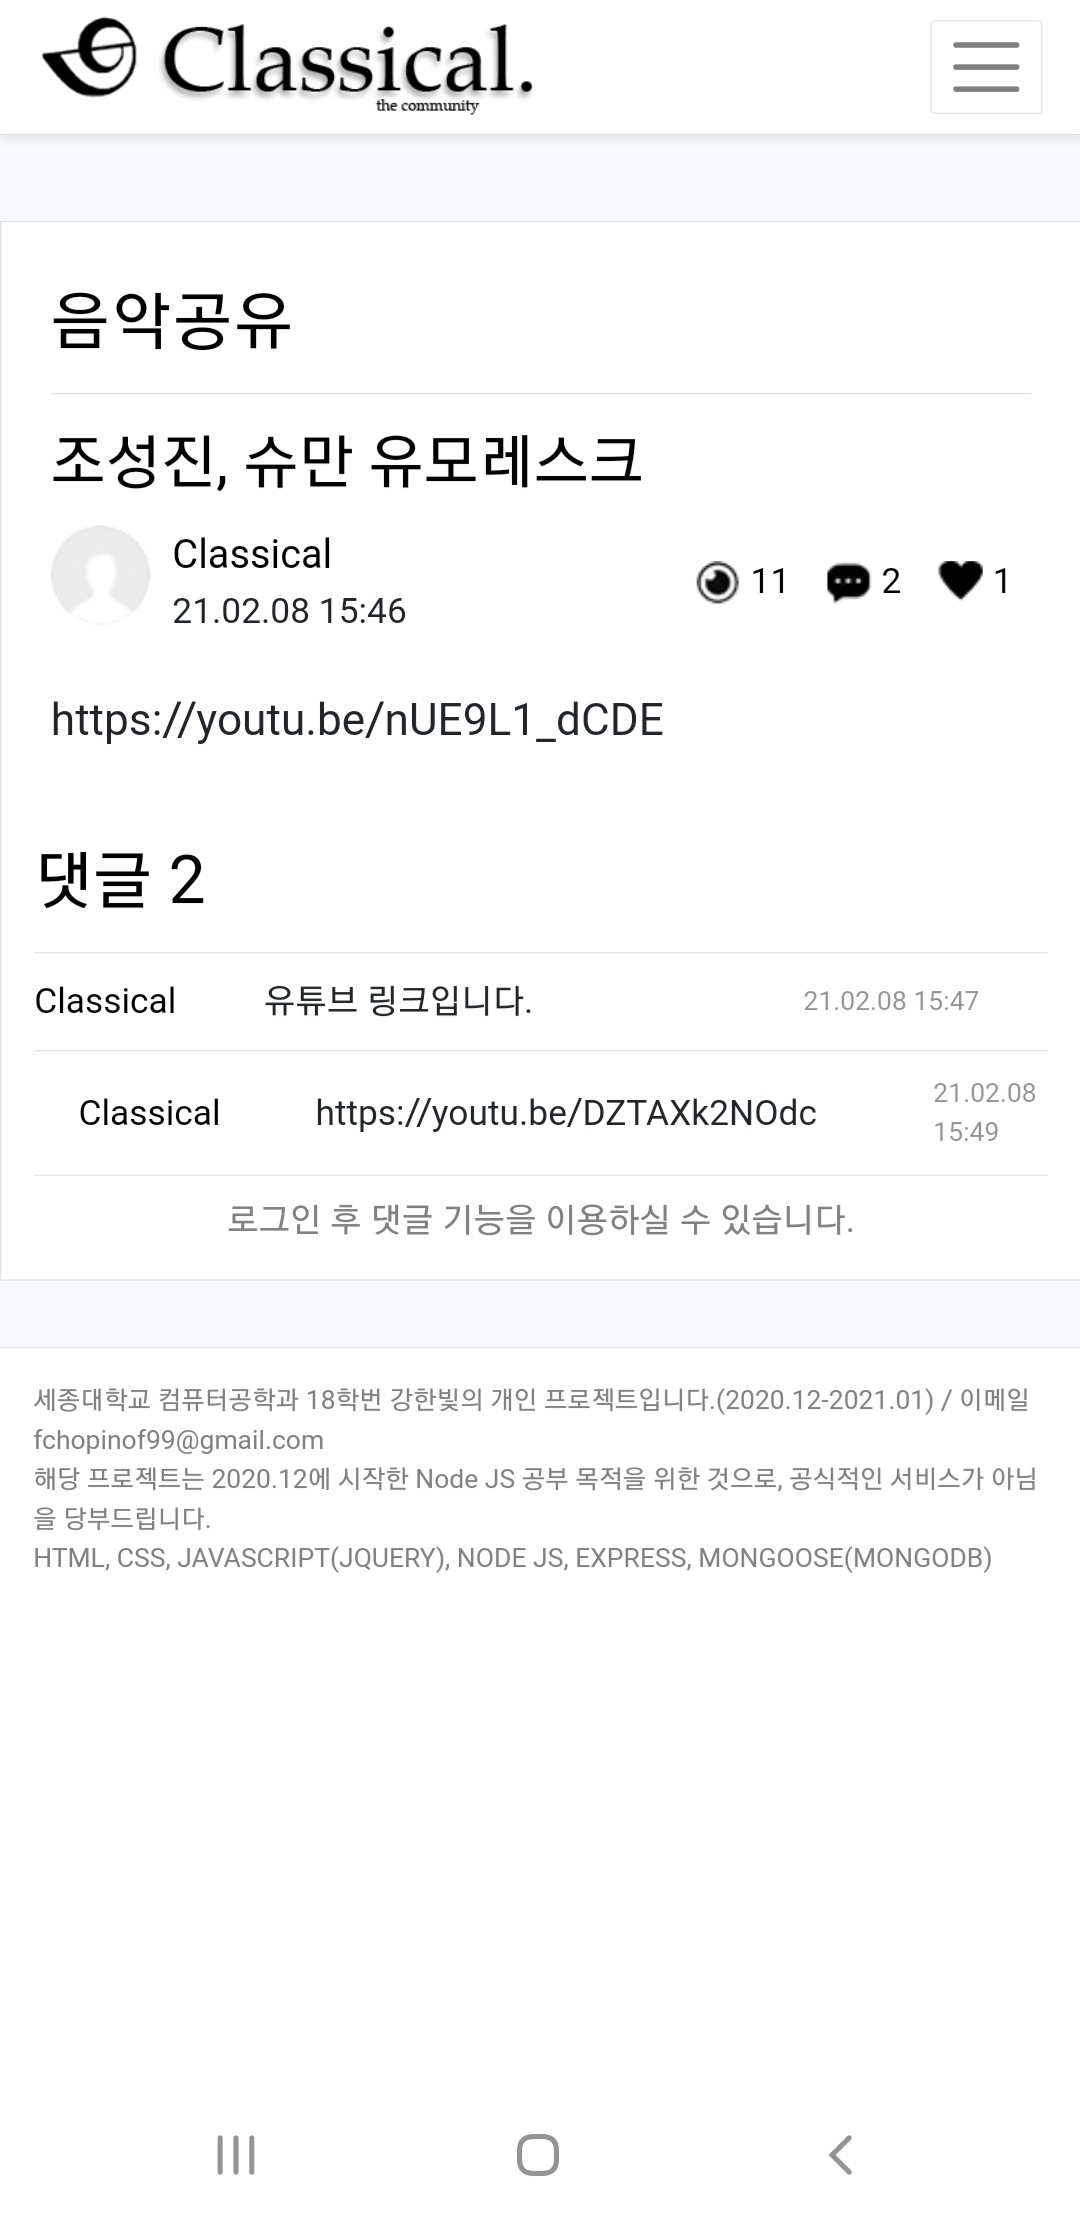 Classical.
the community
음악공유
조성진, 슈만 유모레스크
Classical
21.02.08 15:46
11 2 1
https://youtu.be/nUE9L1_dCDE
댓글 2
Classical 유튜브 링크입니다. 21.02.08 15:47
Classical https://youtu.be/DZTAXk2NOdc 21.02.08
15:49
로그인 후 댓글 기능을 이용하실 수 있습니다.
세종대학교 컴퓨터공학과 18학번 강한빛의 개인 프로젝트입니다.(2020.12-2021.01) / 이메일
fchopinof99@gmail.com
해당 프로젝트는 2020.12에 시작한 Node JS 공부 목적을 위한 것으로, 공식적인 서비스가 아님
을 당부드립니다.
HTML, CSS, JAVASCRIPT(JQUERY), NODE JS, EXPRESS, MONGOOSE(MONGODB)